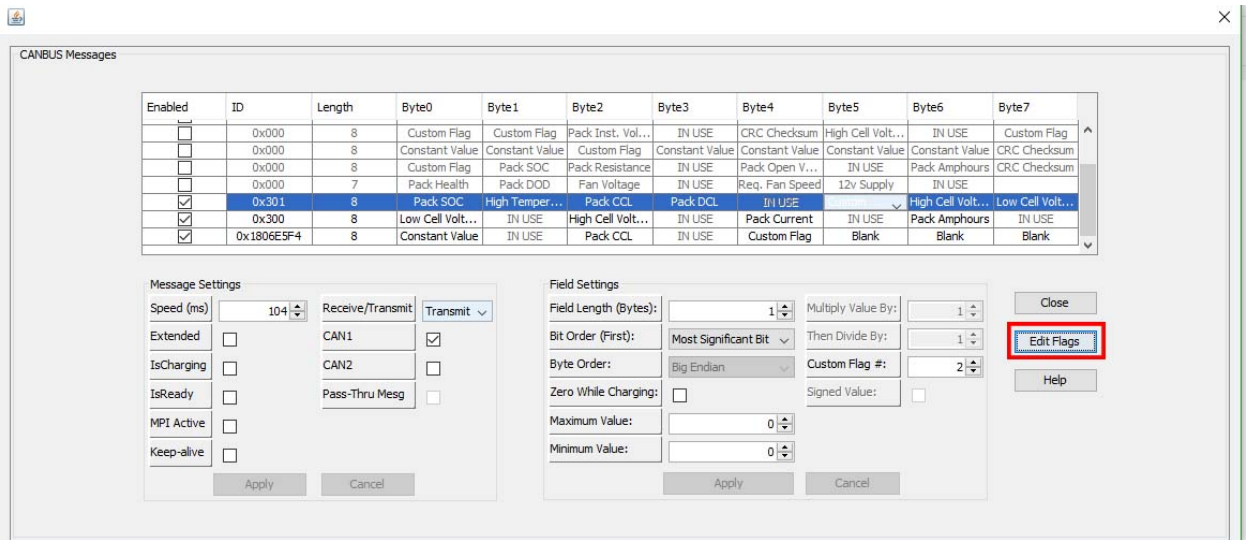 CANBUS Messages
Enabled ID Length Byte0 Byte1 Byte2 Byte3 Byte4 Byte5 Byte6 Byte7
0x000 8 Custom Flag Custom Flag Pack Inst. Vol... IN USE CRC Checksum High Cell Volt... IN USE Custom Flag
0x000 8 Constant Value Constant Value Custom Flag Constant Value Constant Value Constant Value Constant Value CRC Checksum
0x000 8 Custom Flag Pack SOC Pack Resistance IN USE Pack Open V... IN USE Pack Amphours CRC Checksum
0x000 7 Pack Health Pack DOD Fan Voltage IN USE Req. Fan Speed 12v Supply IN USE
0x301 8 Pack SOC High Temper... Pack CCL Pack DCL IN USE High Cell Volt... Low Cell Volt...
0x300 8 Low Cell Volt... IN USE High Cell Volt... IN USE Pack Current IN USE Pack Amphours IN USE
0x1806E5F4 8 Constant Value IN USE Pack CCL IN USE Custom Flag Blank Blank Blank
Message Settings Field Settings
Speed (ms) 104 Receive/Transmit Transmit Field Length (Bytes): 1 Multiply Value By: 1 Close
Extended CAN1 Bit Order (First): Most Significant Bit Then Divide By: 1 Edit Flags
IsCharging CAN2 Byte Order: Big Endian Custom Flag #: 2 Help
IsReady Pass-Thru Mesg Zero While Charging: Signed Value:
MPI Active Maximum Value: 0
Keep-alive Minimum Value: 0
Apply Cancel Apply Cancel